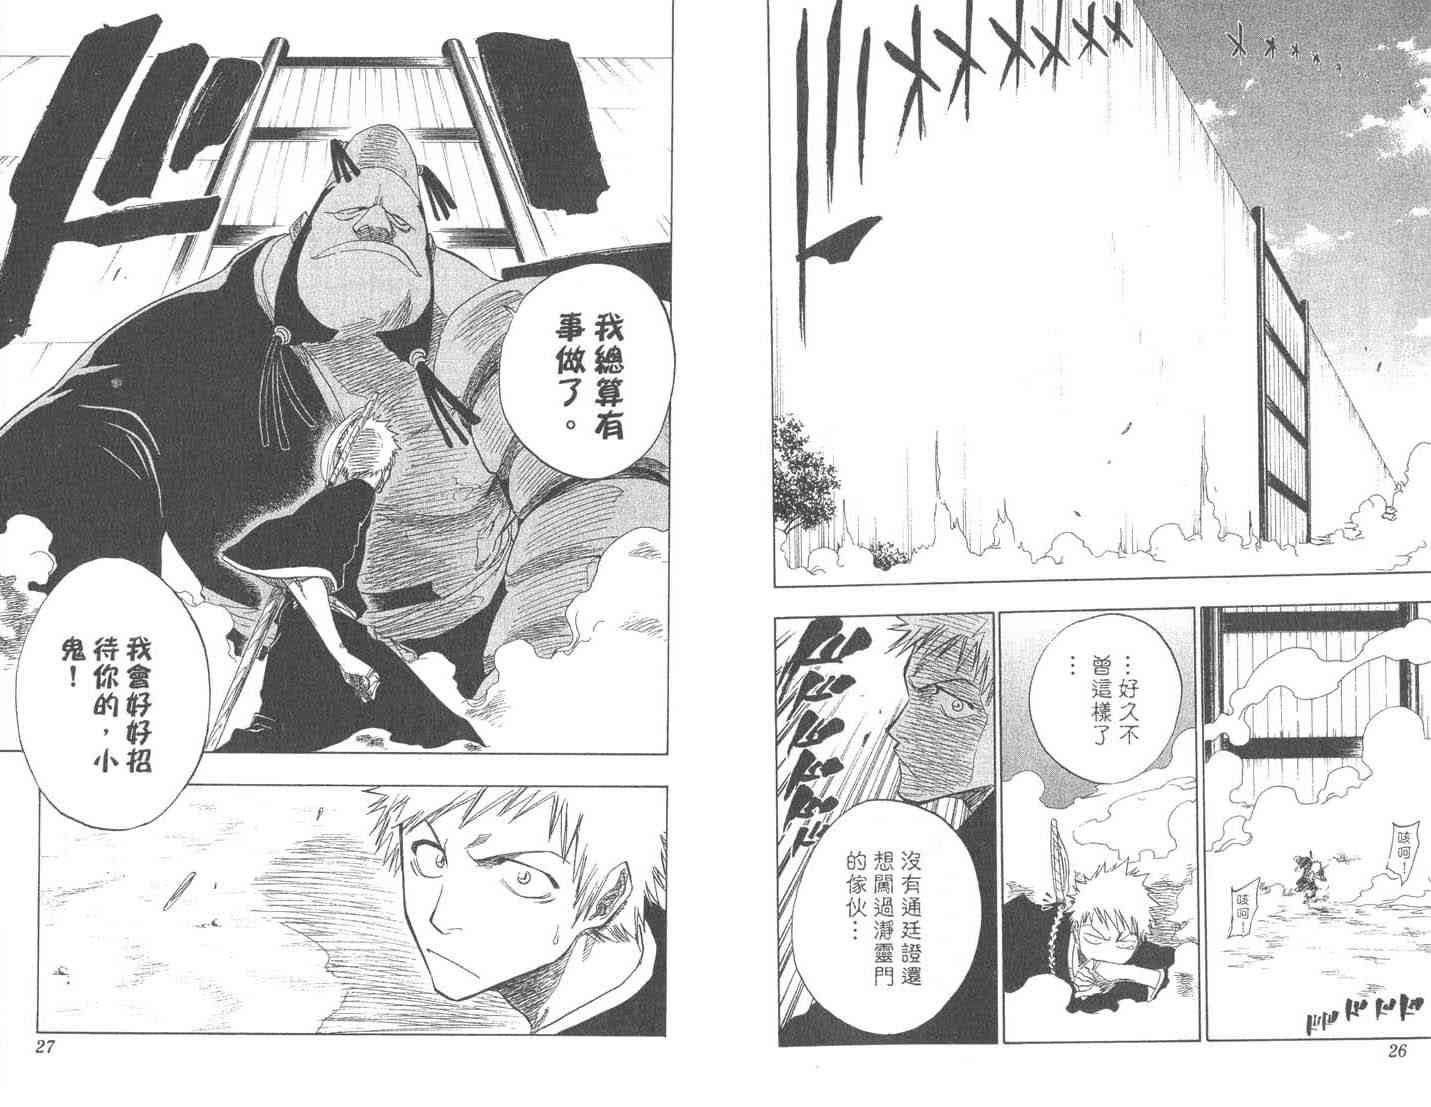 咳呵！
咳呵！
…好久不
曾這樣了
…
沒有通廷證還
想闖過瀞靈門
的傢伙…
26
我總算有
事做了。
我會好好招
待你的，小
鬼！
27